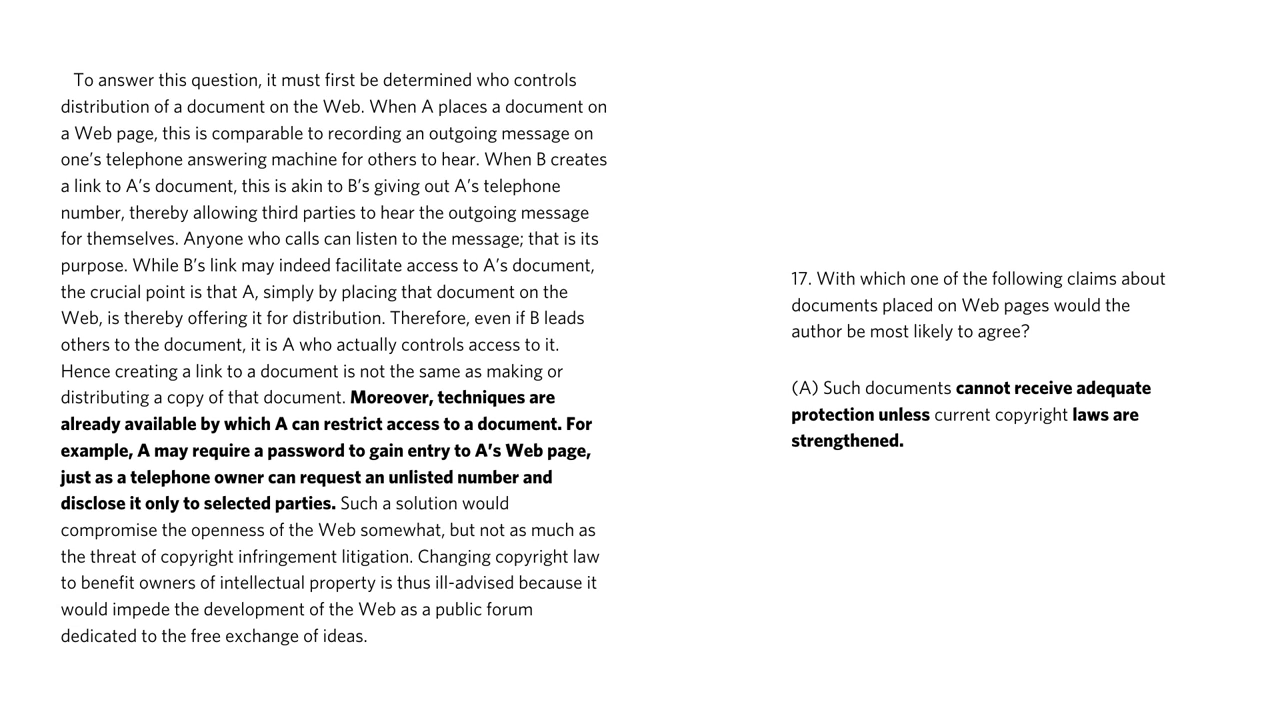 To answer this question, it must first be determined who controls
distribution of a document on the Web. When A places a document on
a Web page, this is comparable to recording an outgoing message on
one’s telephone answering machine for others to hear. When B creates
a link to A’s document, this is akin to B’s giving out A’s telephone
number, thereby allowing third parties to hear the outgoing message
for themselves. Anyone who calls can listen to the message; that is its
purpose. While B’s link may indeed facilitate access to A’s document,
the crucial point is that A, simply by placing that document on the
Web, is thereby offering it for distribution. Therefore, even if B leads
others to the document, it is A who actually controls access to it.
Hence creating a link to a document is not the same as making or
distributing a copy of that document. Moreover, techniques are
already available by which A can restrict access to a document. For
example, A may require a password to gain entry to A’s Web page,
just as a telephone owner can request an unlisted number and
disclose it only to selected parties. Such a solution would
compromise the openness of the Web somewhat, but not as much as
the threat of copyright infringement litigation. Changing copyright law
to benefit owners of intellectual property is thus ill-advised because it
would impede the development of the Web as a public forum
dedicated to the free exchange of ideas.
17. With which one of the following claims about
documents placed on Web pages would the
author be most likely to agree?
(A) Such documents cannot receive adequate
protection unless current copyright laws are
strengthened.